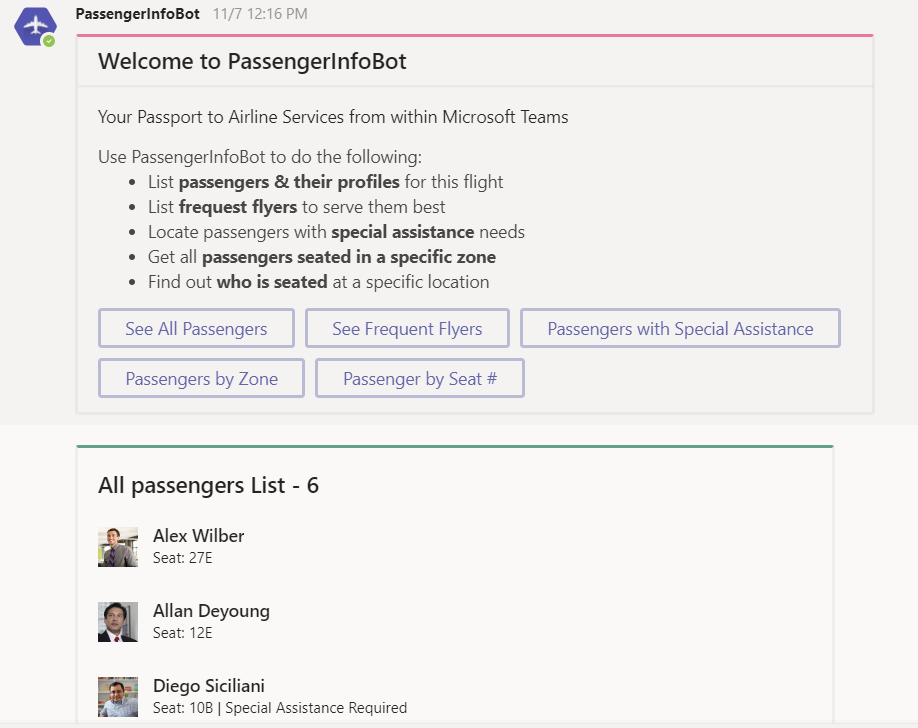 PassengerInfoBot 11/7 12:16 PM
Welcome to PassengerInfoBot
Your Passport to Airline Services from within Microsoft Teams
Use PassengerInfoBot to do the following:
• List passengers & their profiles for this flight
• List frequest flyers to serve them best
• Locate passengers with special assistance needs
• Get all passengers seated in a specific zone
• Find out who is seated at a specific location
See All Passengers See Frequent Flyers Passengers with Special Assistance
Passengers by Zone Passenger by Seat #
All passengers List - 6
Alex Wilber
Seat: 27E
Allan Deyoung
Seat: 12E
Diego Siciliani
Seat: 10B | Special Assistance Required